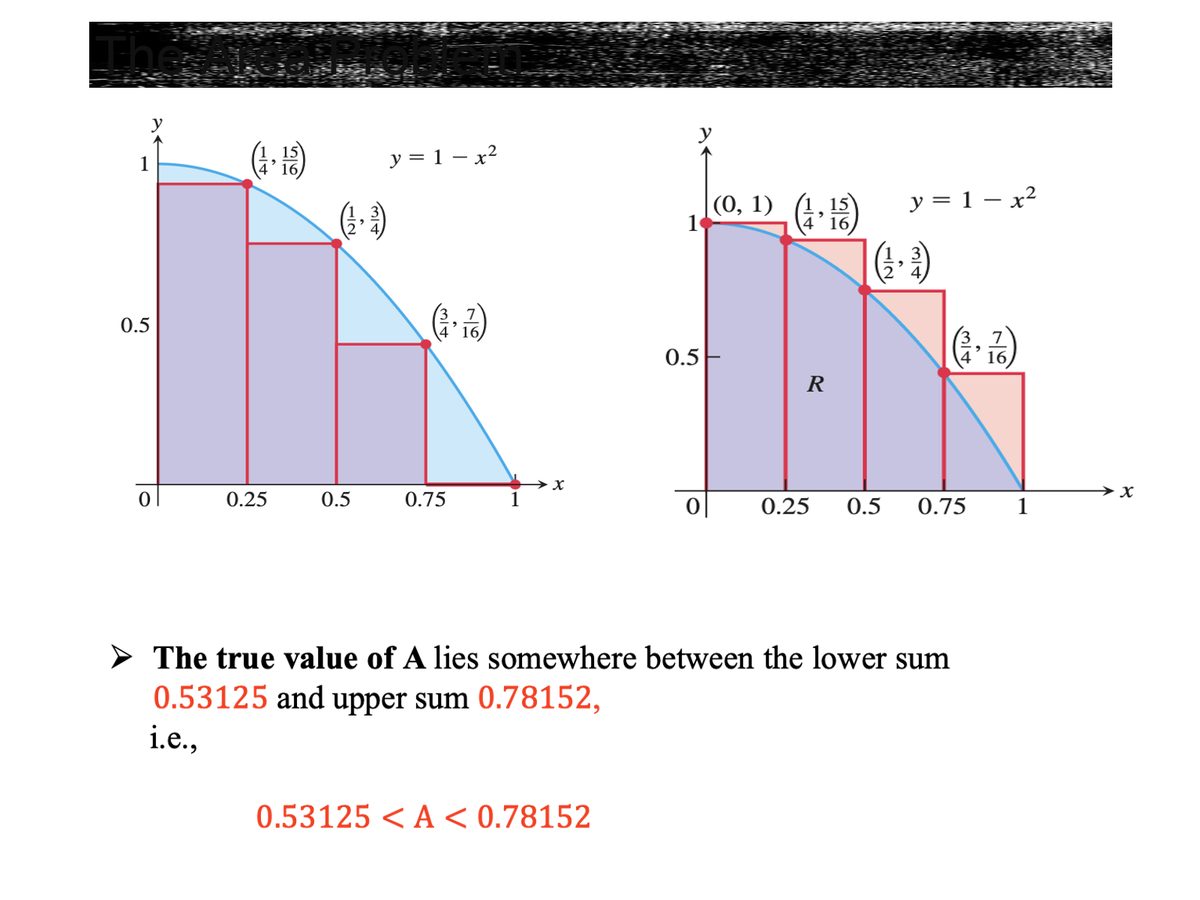 The Area Problem
y
1
(1/4, 15/16)
y = 1 − x²
(1/2, 3/4)
0.5
(3/4, 7/16)
0 0.25 0.5 0.75 1 x
y
(0, 1)
1
(1/4, 15/16)
y = 1 − x²
(1/2, 3/4)
0.5
(3/4, 7/16)
R
0 0.25 0.5 0.75 1 x
➢ The true value of A lies somewhere between the lower sum
0.53125 and upper sum 0.78152,
i.e.,
0.53125 < A < 0.78152